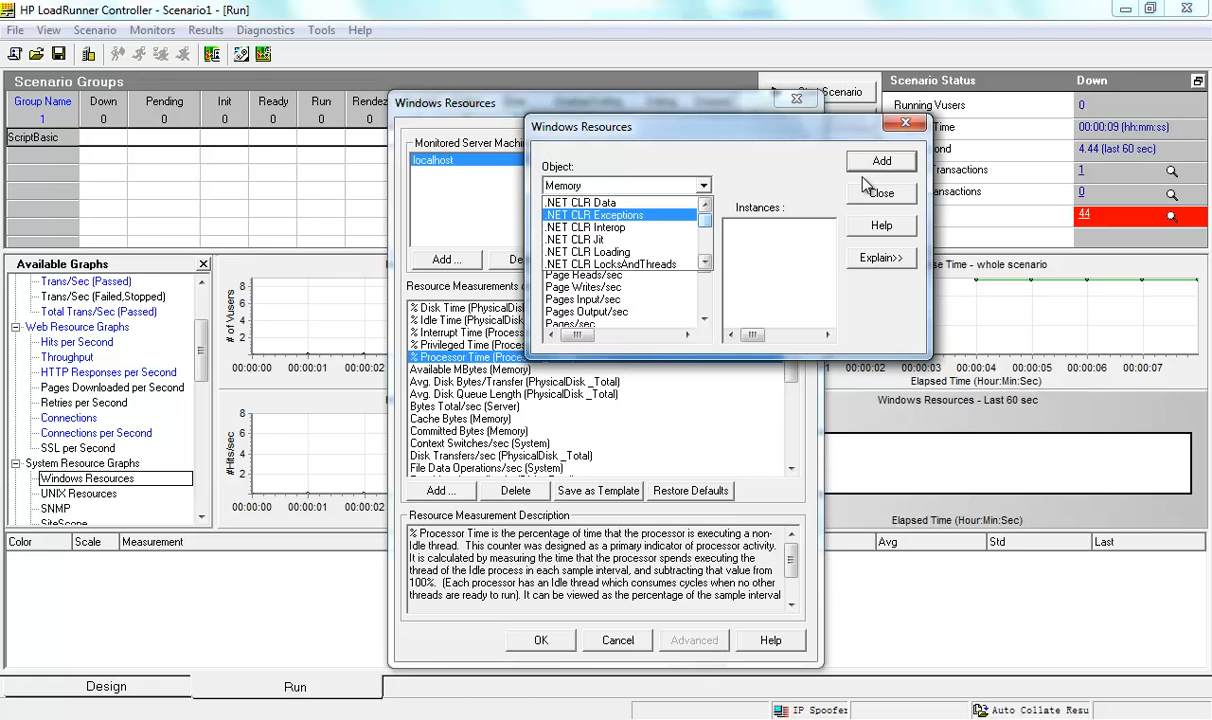 HP LoadRunner Controller - Scenario1 - [Run]
File View Scenario Monitors Results Diagnostics Tools Help
Scenario Groups
Group Name Down Pending Init Ready Run Rendez
1 0 0 0 0 0 0
ScriptBasic
Scenario
Scenario Status Down
Running Vusers 0
Time 00:00:09 (hh:mm:ss)
ond 4.44 (last 60 sec)
ansactions 1
ansactions 0
44
Windows Resources
Monitored Server Machin
localhost
Add ... De
Resource Measurements o
% Disk Time (PhysicalDisk
% Idle Time (PhysicalDisk
% Interrupt Time (Proces
% Privileged Time (Proce
% Processor Time (Proce
Available MBytes (Memory)
Avg. Disk Bytes/Transfer (PhysicalDisk _Total)
Avg. Disk Queue Length (PhysicalDisk _Total)
Bytes Total/sec (Server)
Cache Bytes (Memory)
Committed Bytes (Memory)
Context Switches/sec (System)
Disk Transfers/sec (PhysicalDisk _Total)
File Data Operations/sec (System)
Add ... Delete Save as Template Restore Defaults
Resource Measurement Description
% Processor Time is the percentage of time that the processor is executing a non-
Idle thread. This counter was designed as a primary indicator of processor activity.
It is calculated by measuring the time that the processor spends executing the
thread of the Idle process in each sample interval, and subtracting that value from
100%. (Each processor has an Idle thread which consumes cycles when no other
threads are ready to run). It can be viewed as the percentage of the sample interval
OK Cancel Advanced Help
Windows Resources
Object:
Memory
.NET CLR Data
.NET CLR Exceptions
.NET CLR Interop
.NET CLR Jit
.NET CLR Loading
.NET CLR LocksAndThreads
Page Reads/sec
Page Writes/sec
Pages Input/sec
Pages Output/sec
Pages/sec
Instances :
Add
Close
Help
Explain>>
Available Graphs
Trans/Sec (Passed)
Trans/Sec (Failed,Stopped)
Total Trans/Sec (Passed)
Web Resource Graphs
Hits per Second
Throughput
HTTP Responses per Second
Pages Downloaded per Second
Retries per Second
Connections
Connections per Second
SSL per Second
System Resource Graphs
Windows Resources
UNIX Resources
SNMP
SiteScope
# of Vusers
8
6
4
2
0
00:00:00 00:00:01 00:00:02
#Hits/sec
8
6
4
2
0
00:00:00 00:00:01 00:00:02
se Time - whole scenario
00:00:02 00:00:03 00:00:04 00:00:05 00:00:06 00:00:07
Elapsed Time (Hour:Min:Sec)
Windows Resources - Last 60 sec
Elapsed Time (Hour:Min:Sec)
Color Scale Measurement Avg Std Last
Design Run
IP Spoofer Auto Collate Resu